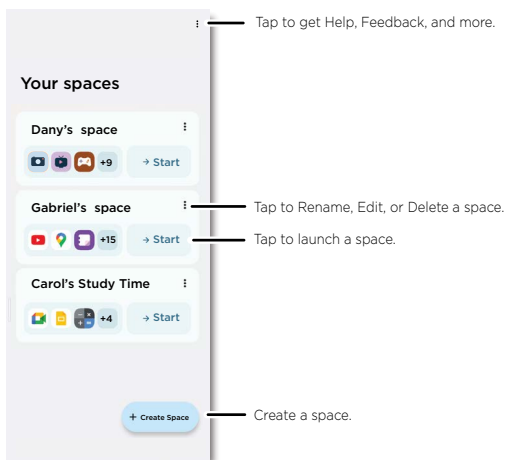 Tap to get Help, Feedback, and more.
Your spaces
Dany's space
+9
→ Start
Gabriel's space
Tap to Rename, Edit, or Delete a space.
+15
→ Start
Tap to launch a space.
Carol's Study Time
+4
→ Start
+ Create Space
Create a space.